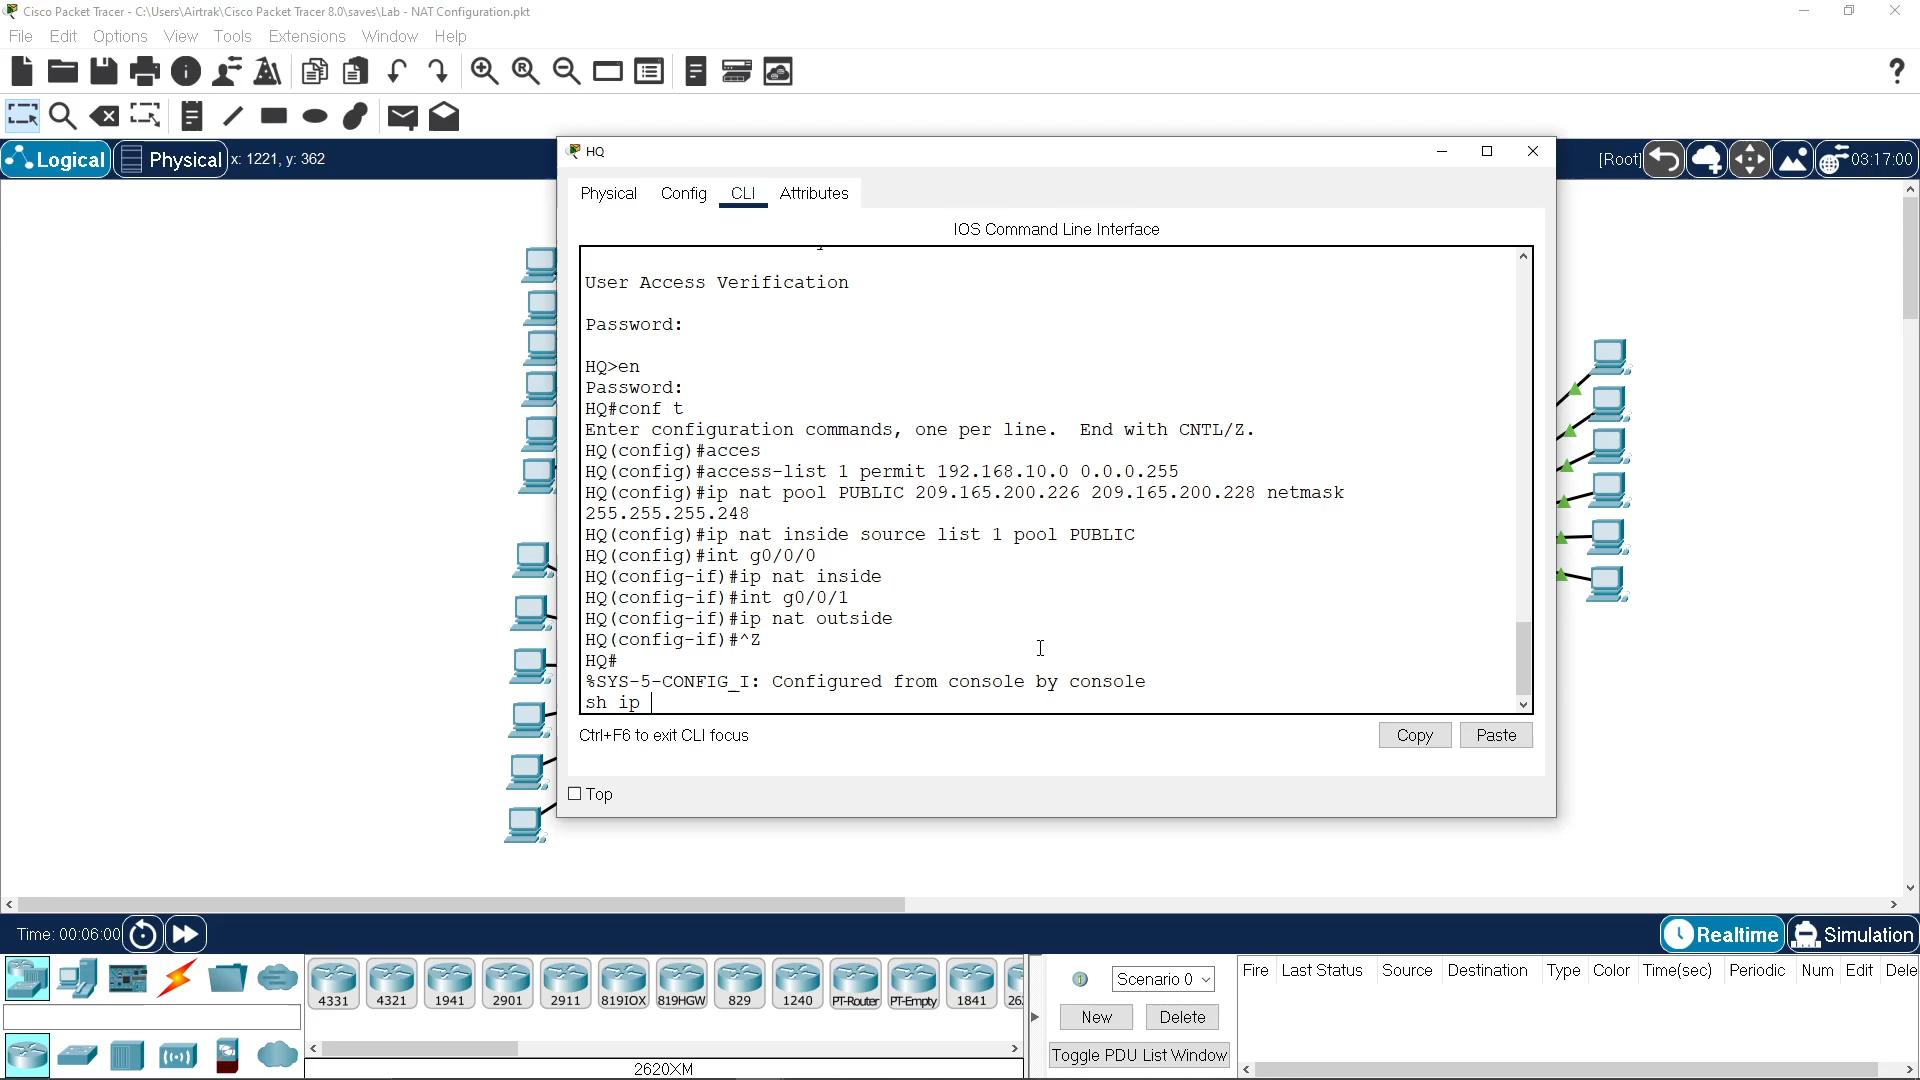 Cisco Packet Tracer - C:\Users\Airtrak\Cisco Packet Tracer 8.0\saves\Lab - NAT Configuration.pkt
File Edit Options View Tools Extensions Window Help
Logical Physical x: 1221, y: 362
[Root] 03:17:00
HQ
Physical Config CLI Attributes
IOS Command Line Interface
User Access Verification
Password:
HQ>en
Password:
HQ#conf t
Enter configuration commands, one per line. End with CNTL/Z.
HQ(config)#acces
HQ(config)#access-list 1 permit 192.168.10.0 0.0.0.255
HQ(config)#ip nat pool PUBLIC 209.165.200.226 209.165.200.228 netmask
255.255.255.248
HQ(config)#ip nat inside source list 1 pool PUBLIC
HQ(config)#int g0/0/0
HQ(config-if)#ip nat inside
HQ(config-if)#int g0/0/1
HQ(config-if)#ip nat outside
HQ(config-if)#^Z
HQ#
%SYS-5-CONFIG_I: Configured from console by console
sh ip
Ctrl+F6 to exit CLI focus
Copy Paste
Top
Time: 00:06:00
Realtime Simulation
4331 4321 1941 2901 2911 819IOX 819HGW 829 1240 PT-Router PT-Empty 1841 26
2620XM
Scenario 0
New Delete
Toggle PDU List Window
Fire Last Status Source Destination Type Color Time(sec) Periodic Num Edit Dele